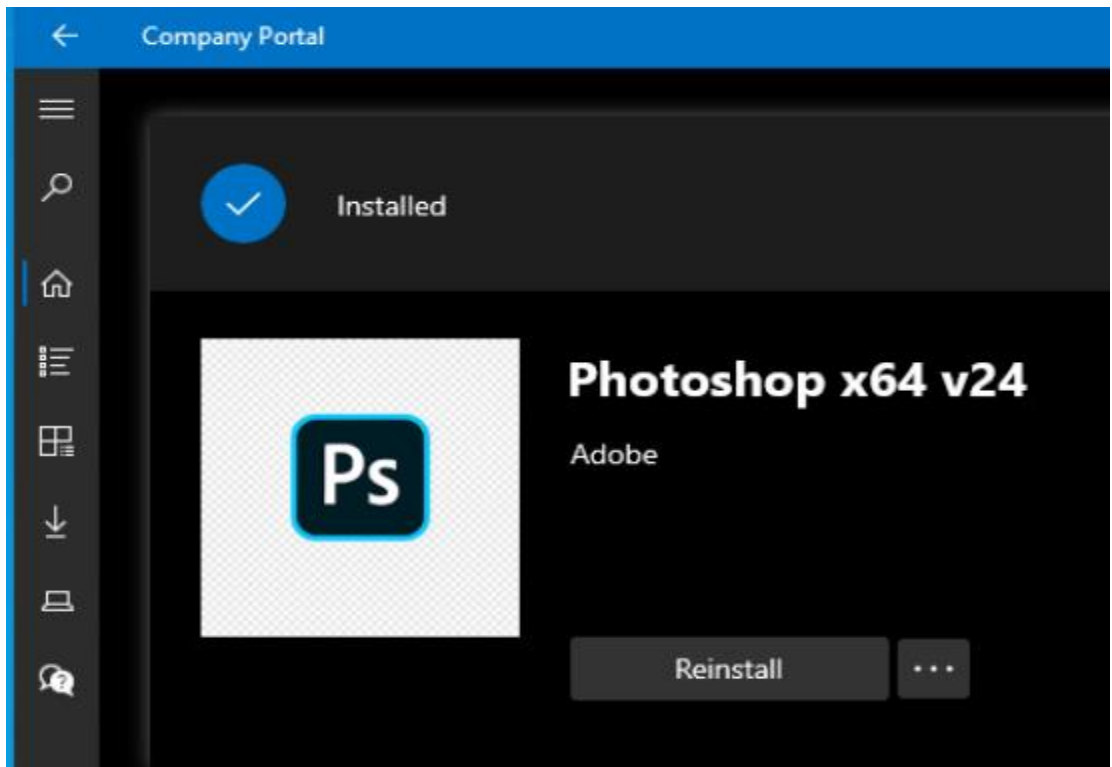 Company Portal
Installed
Ps
Photoshop x64 v24
Adobe
Reinstall
...